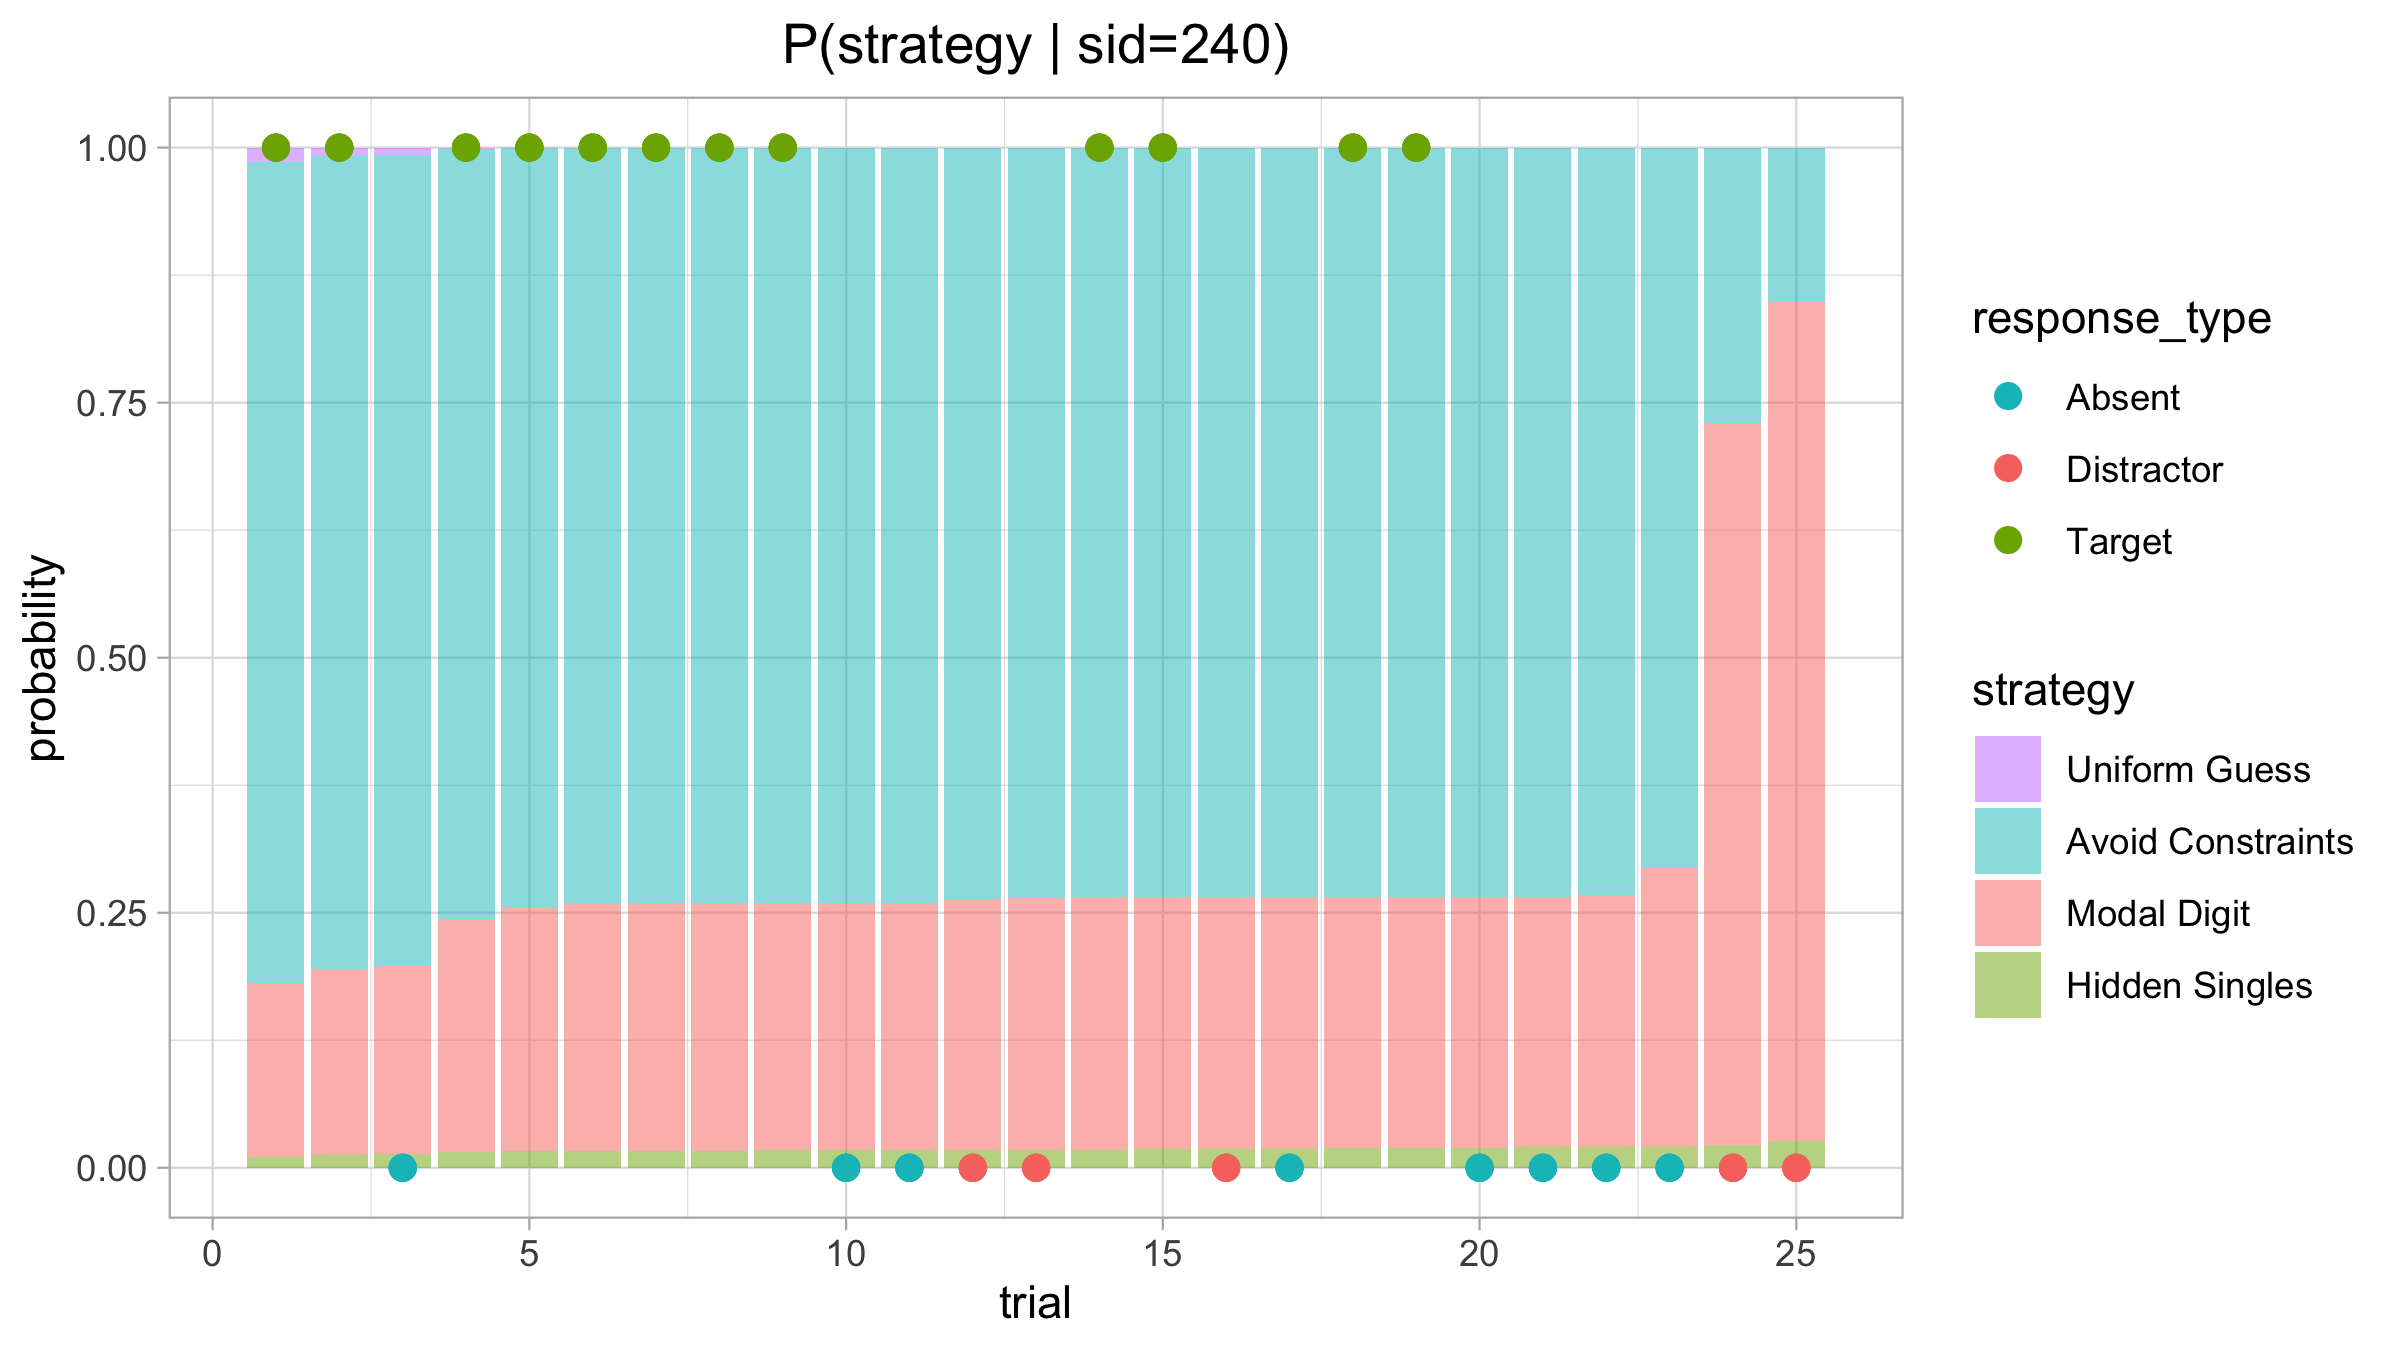 P(strategy | sid=240)
probability
1.00
0.75
0.50
0.25
0.00
0 5 10 15 20 25
trial
response_type
Absent
Distractor
Target
strategy
Uniform Guess
Avoid Constraints
Modal Digit
Hidden Singles